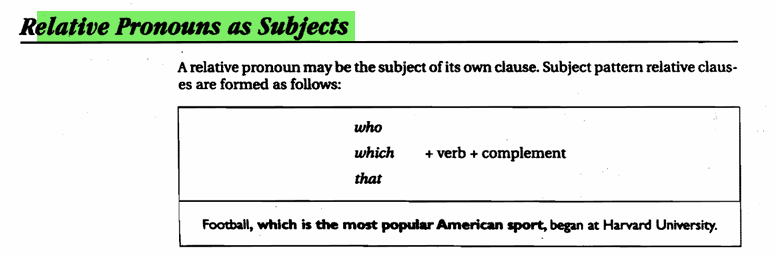 Relative Pronouns as Subjects
A relative pronoun may be the subject of its own clause. Subject pattern relative claus-
es are formed as follows:
who
which + verb + complement
that
Football, which is the most popular American sport, began at Harvard University.